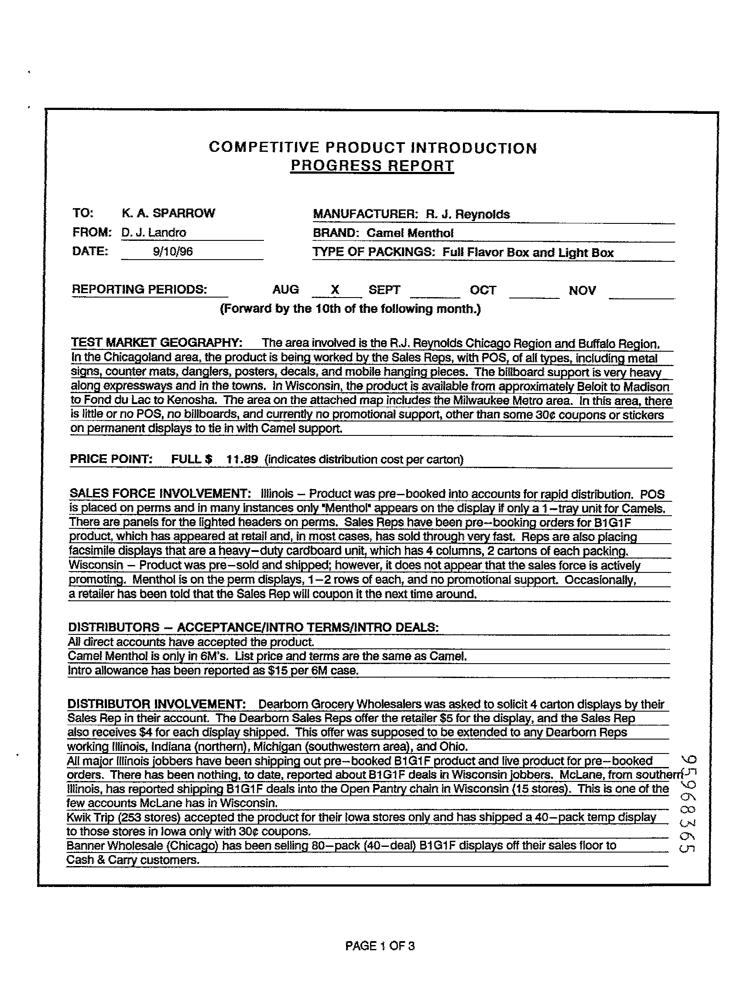 COMPETITIVE PRODUCT INTRODUCTION
PROGRESS REPORT
TO: K. A. SPARROW
MANUFACTURER: R. J. Reynolds
FROM: D. J. Landro
BRAND: Camel Menthol
DATE: 9/10/96
TYPE OF PACKINGS: Full Flavor Box and Light Box
REPORTING PERIODS: AUG X SEPT OCT NOV
(Forward by the 10th of the following month.)
TEST MARKET GEOGRAPHY: The area involved is the R.J. Reynolds Chicago Region and Buffalo Region.
In the Chicagoland area, the product is being worked by the Sales Reps, with POS, of all types, including metal
signs, counter mats, danglers, posters, decals, and mobile hanging pieces. The billboard support is very heavy
along expressways and in the towns. In Wisconsin, the product is available from approximately Beloit to Madison
to Fond du Lac to Kenosha. The area on the attached map includes the Milwaukee Metro area. In this area, there
is little or no POS, no billboards, and currently no promotional support, other than some 30¢ coupons or stickers
on permanent displays to tie in with Camel support.
PRICE POINT: FULL $ 11.89 (indicates distribution cost per carton)
SALES FORCE INVOLVEMENT: Illinois – Product was pre–booked into accounts for rapid distribution. POS
is placed on perms and in many instances only "Menthol" appears on the display if only a 1–tray unit for Camels.
There are panels for the lighted headers on perms. Sales Reps have been pre–booking orders for B1G1F
product, which has appeared at retail and, in most cases, has sold through very fast. Reps are also placing
facsimile displays that are a heavy–duty cardboard unit, which has 4 columns, 2 cartons of each packing.
Wisconsin – Product was pre–sold and shipped; however, it does not appear that the sales force is actively
promoting. Menthol is on the perm displays, 1–2 rows of each, and no promotional support. Occasionally,
a retailer has been told that the Sales Rep will coupon it the next time around.
DISTRIBUTORS – ACCEPTANCE/INTRO TERMS/INTRO DEALS:
All direct accounts have accepted the product.
Camel Menthol is only in 6M's. List price and terms are the same as Camel.
Intro allowance has been reported as $15 per 6M case.
DISTRIBUTOR INVOLVEMENT: Dearborn Grocery Wholesalers was asked to solicit 4 carton displays by their
Sales Rep in their account. The Dearborn Sales Reps offer the retailer $5 for the display, and the Sales Rep
also receives $4 for each display shipped. This offer was supposed to be extended to any Dearborn Reps
working Illinois, Indiana (northern), Michigan (southwestern area), and Ohio.
All major Illinois jobbers have been shipping out pre–booked B1G1F product and live product for pre–booked
orders. There has been nothing, to date, reported about B1G1F deals in Wisconsin jobbers. McLane, from southern
Illinois, has reported shipping B1G1F deals into the Open Pantry chain in Wisconsin (15 stores). This is one of the
few accounts McLane has in Wisconsin.
Kwik Trip (253 stores) accepted the product for their Iowa stores only and has shipped a 40–pack temp display
to those stores in Iowa only with 30¢ coupons.
Banner Wholesale (Chicago) has been selling 80–pack (40–deal) B1G1F displays off their sales floor to
Cash & Carry customers.
PAGE 1 OF 3